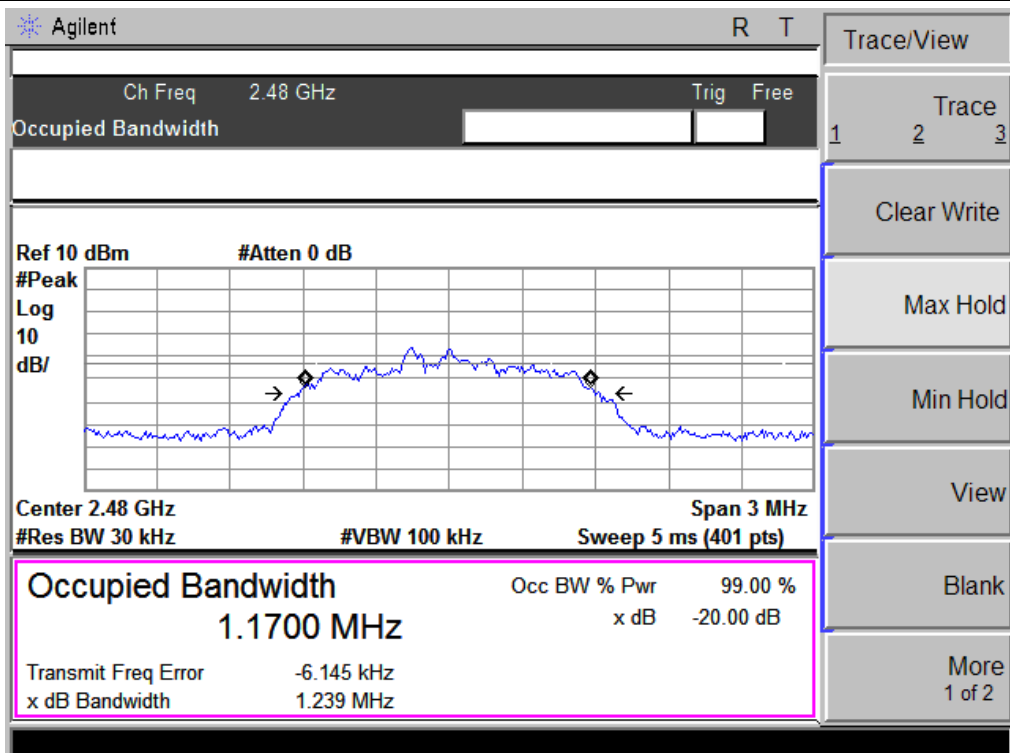 Agilent R T
Trace/View
Ch Freq 2.48 GHz Trig Free
Occupied Bandwidth
Trace
1 2 3
Clear Write
Ref 10 dBm #Atten 0 dB
#Peak
Log
10
dB/
Max Hold
Min Hold
View
Center 2.48 GHz Span 3 MHz
#Res BW 30 kHz #VBW 100 kHz Sweep 5 ms (401 pts)
Occupied Bandwidth
1.1700 MHz
Occ BW % Pwr 99.00 %
x dB -20.00 dB
Transmit Freq Error -6.145 kHz
x dB Bandwidth 1.239 MHz
Blank
More
1 of 2